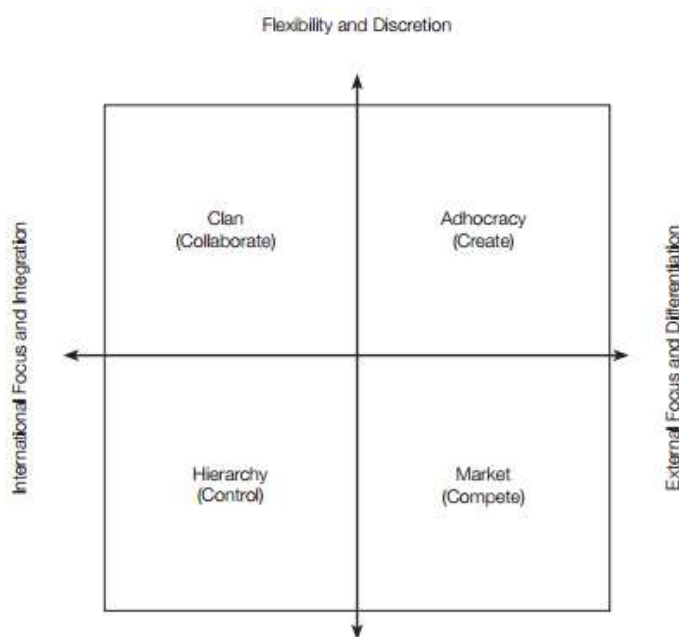 Flexibility and Discretion
Clan
(Collaborate)
Adhocracy
(Create)
International Focus and Integration
External Focus and Differentiation
Hierarchy
(Control)
Market
(Compete)